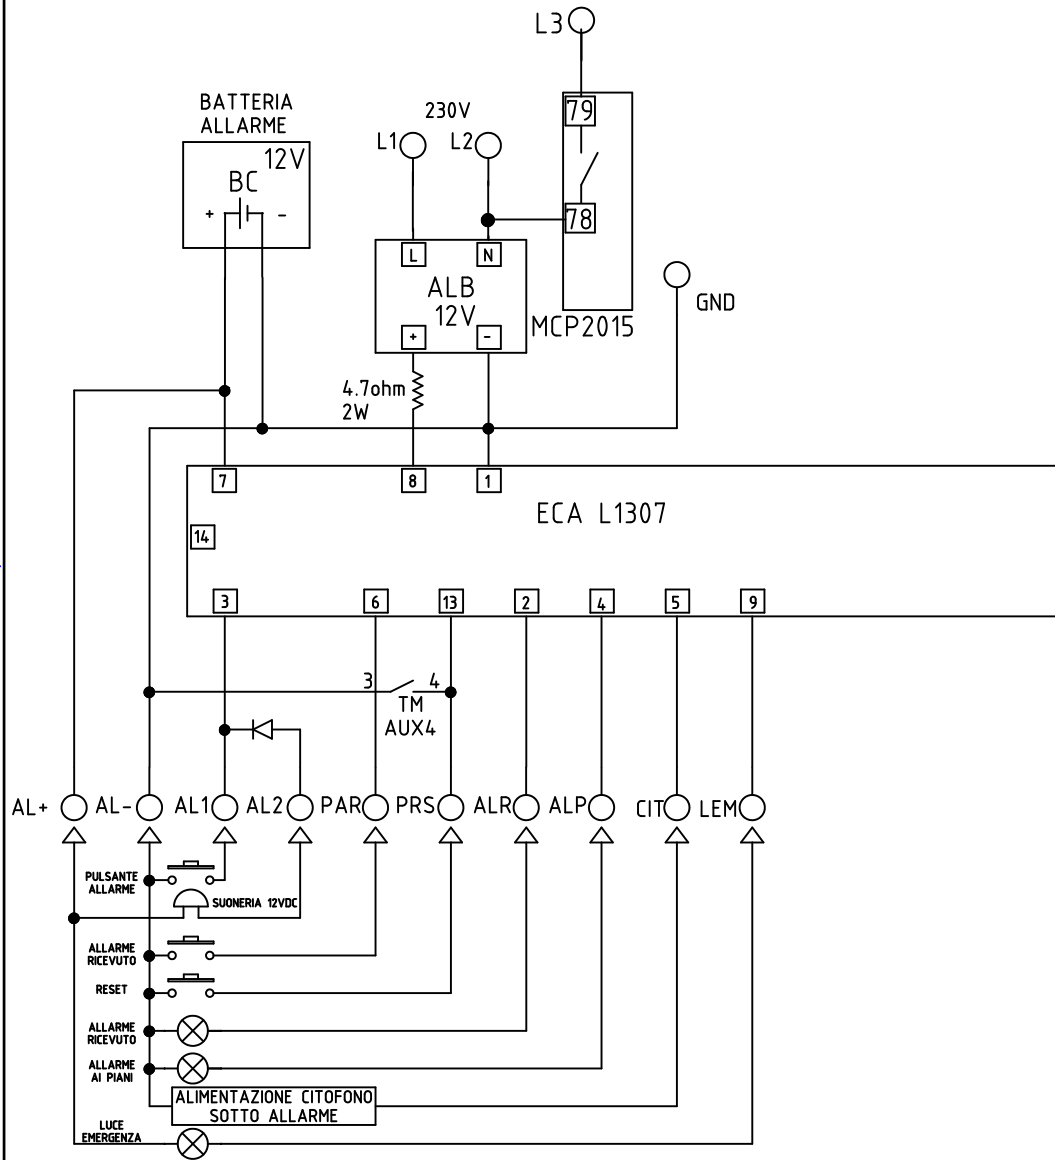 L3
79
BATTERIA
ALLARME
230V
12V
L1
L2
BC
+
-
78
L
N
ALB
12V
GND
+
-
MCP2015
4.7ohm
2W
7
8
1
ECA L1307
14
3
6
13
2
4
5
9
3
4
TM
AUX4
AL+
AL-
AL1
AL2
PAR
PRS
ALR
ALP
CIT
LEM
PULSANTE
ALLARME
SUONERIA 12VDC
ALLARME
RICEVUTO
RESET
ALLARME
RICEVUTO
ALLARME
AI PIANI
ALIMENTAZIONE CITOFONO
SOTTO ALLARME
LUCE
EMERGENZA